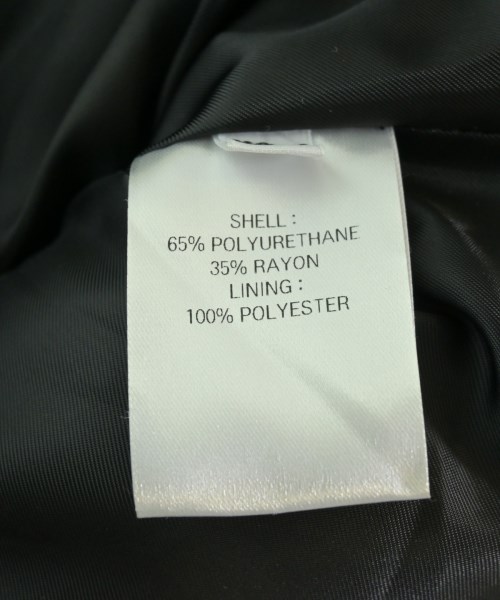 SHELL :
65% POLYURETHANE
35% RAYON
LINING :
100% POLYESTER